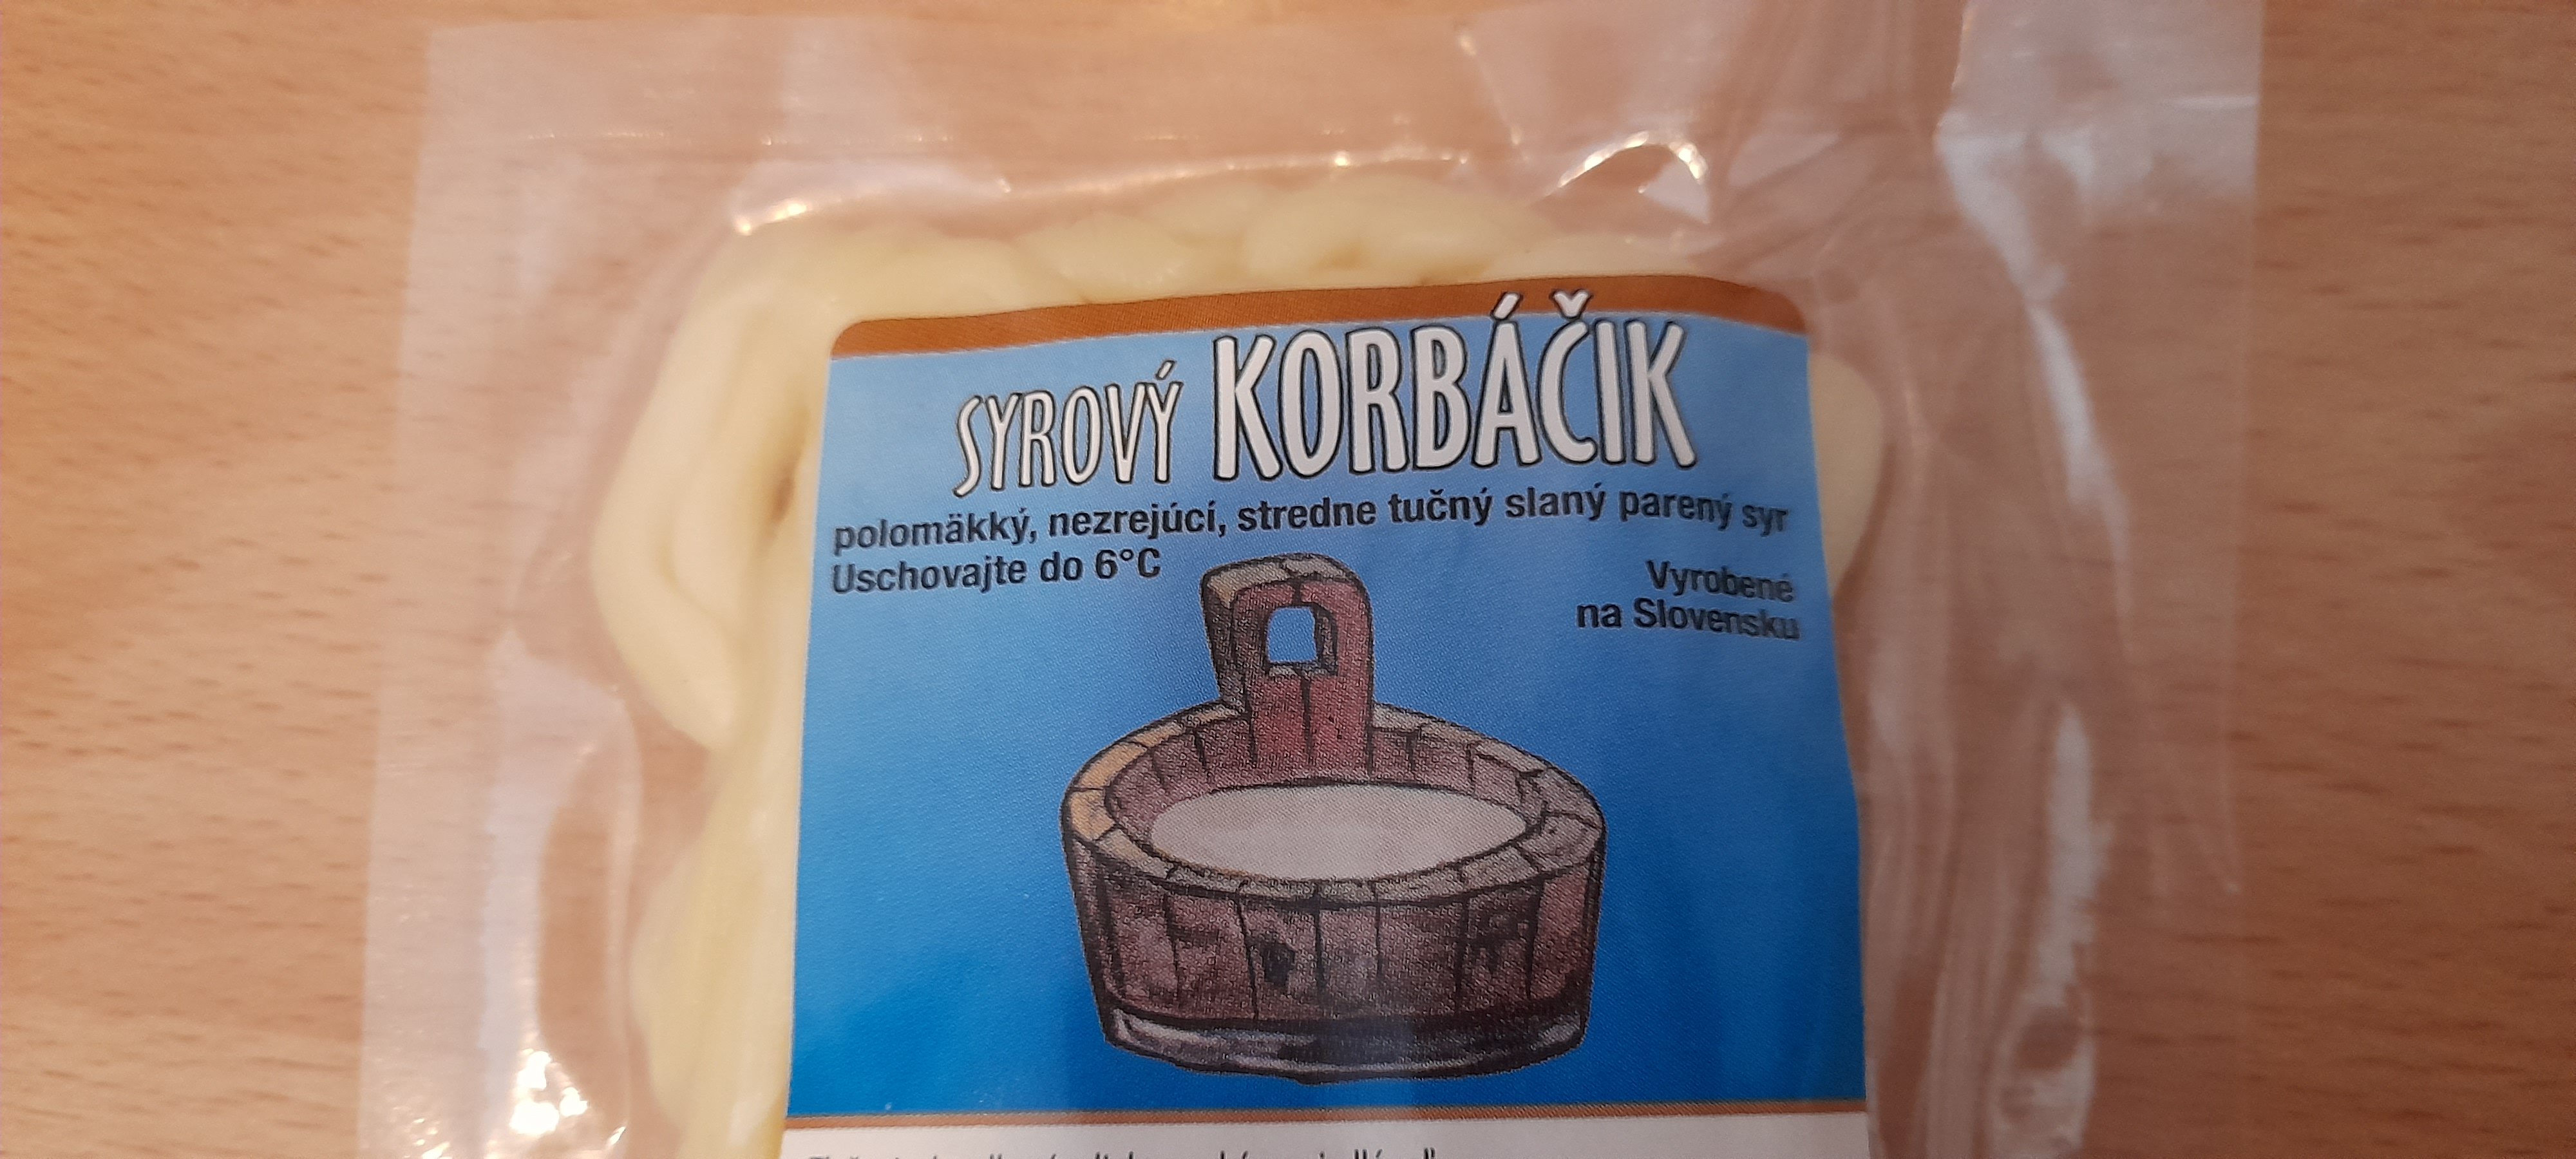 SYROVÝ KORBÁČIK
polomäkký, nezrejúcí, stredne tučný slaný parený syr
Uschovajte do 6°C
Vyrobené
na Slovensku